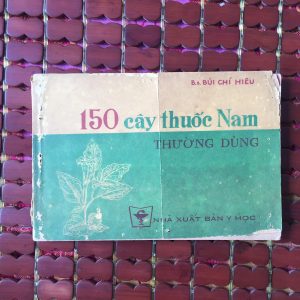 B.s. BÙI CHÍ HIẾU
150 cây thuốc Nam
THƯỜNG DÙNG
NHÀ XUẤT BẢN Y HỌC